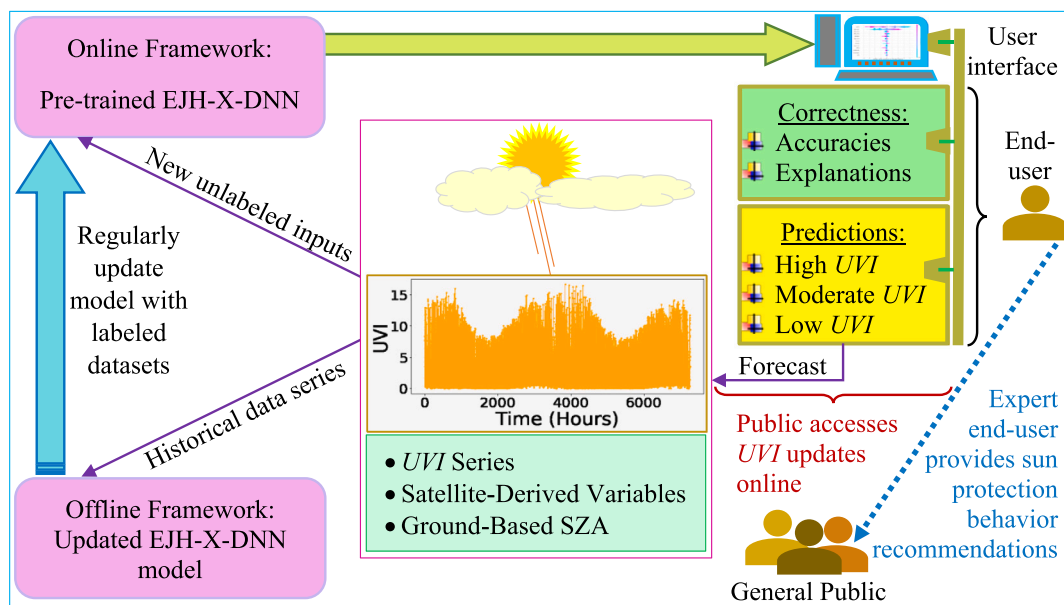 Online Framework:
Pre-trained EJH-X-DNN
User
interface
Correctness:
Accuracies
Explanations
End-
user
New unlabeled inputs
Regularly
update
model with
labeled
datasets
Predictions:
High UVI
Moderate UVI
Low UVI
15
10
5
0
UVI
0 2000 4000 6000
Time (Hours)
Forecast
Historical data series
Public accesses
UVI updates
online
Expert
end-user
provides sun
protection
behavior
recommendations
• UVI Series
• Satellite-Derived Variables
• Ground-Based SZA
Offline Framework:
Updated EJH-X-DNN
model
General Public